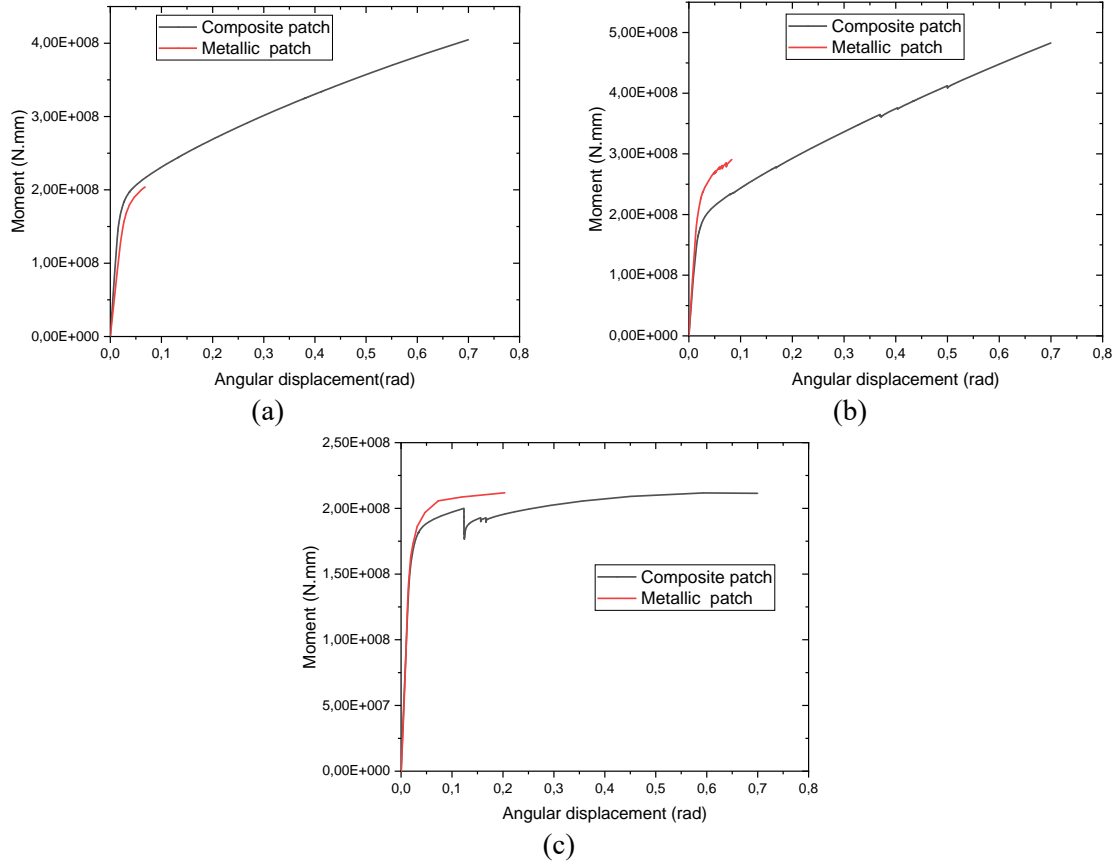 Composite patch
Metallic  patch
4,00E+008
3,00E+008
2,00E+008
1,00E+008
0,00E+000
Moment (N.mm)
0,0 0,1 0,2 0,3 0,4 0,5 0,6 0,7 0,8
Angular displacement(rad)
(a)
Composite patch
Metallic  patch
5,00E+008
4,00E+008
3,00E+008
2,00E+008
1,00E+008
0,00E+000
Moment (N.mm)
0,0 0,1 0,2 0,3 0,4 0,5 0,6 0,7 0,8
Angular displacement (rad)
(b)
2,50E+008
2,00E+008
1,50E+008
1,00E+008
5,00E+007
0,00E+000
Moment (N.mm)
Composite patch
Metallic  patch
0,0 0,1 0,2 0,3 0,4 0,5 0,6 0,7 0,8
Angular displacement (rad)
(c)